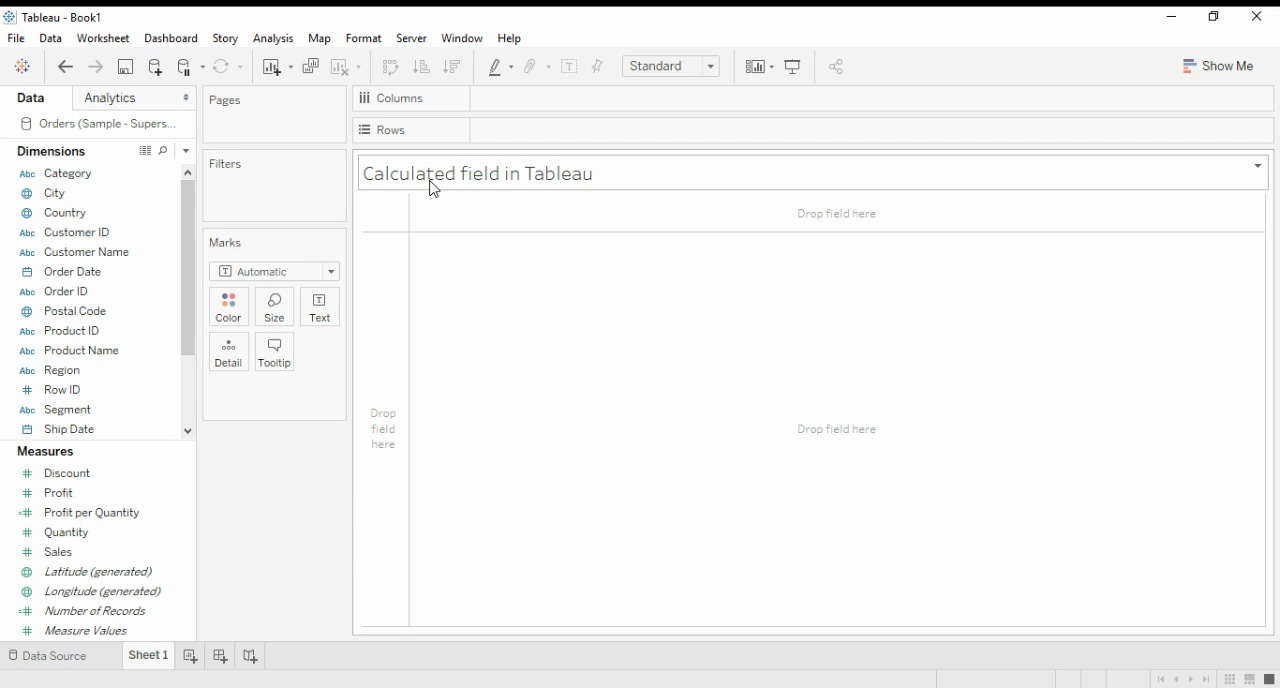 Tableau - Book1
File Data Worksheet Dashboard Story Analysis Map Format Server Window Help
Standard
Show Me
Data Analytics
Orders (Sample - Supers...
Dimensions
Abc Category
City
Country
Abc Customer ID
Abc Customer Name
Order Date
Abc Order ID
Postal Code
Abc Product ID
Abc Product Name
Abc Region
# Row ID
Abc Segment
Ship Date
Measures
# Discount
# Profit
=# Profit per Quantity
# Quantity
# Sales
Latitude (generated)
Longitude (generated)
=# Number of Records
# Measure Values
Pages
Filters
Marks
Automatic
Color Size Text
Detail Tooltip
Columns
Rows
Calculated field in Tableau
Drop field here
Drop
field
here
Drop field here
Data Source Sheet 1